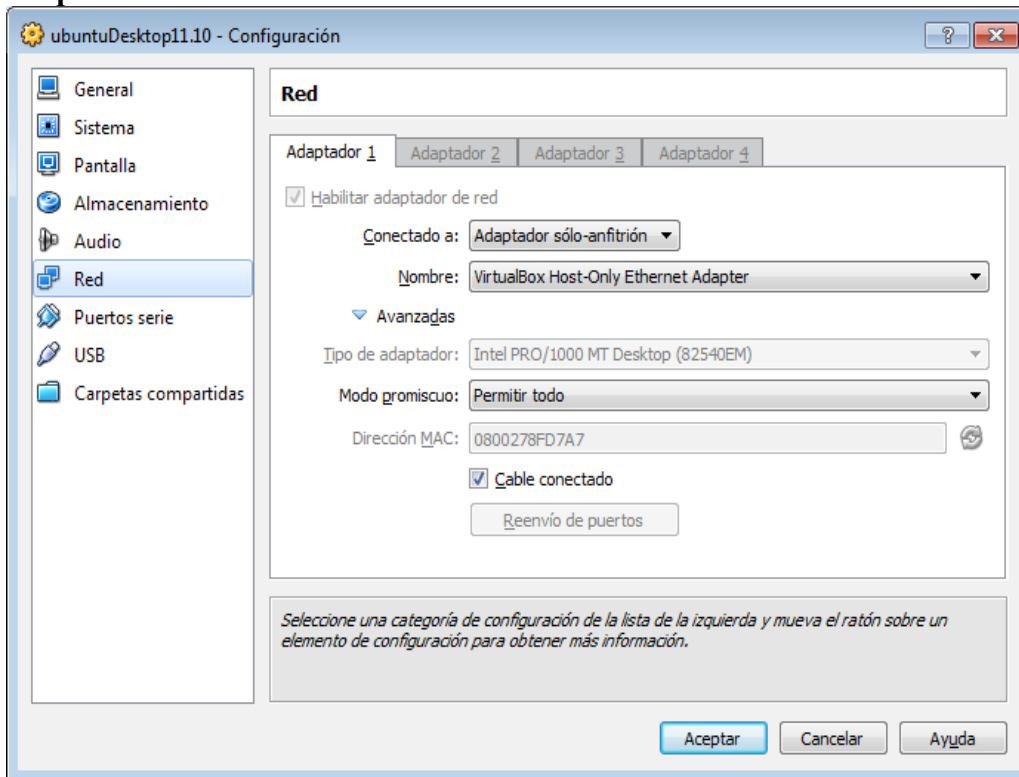 ubuntuDesktop11.10 - Configuración
General
Sistema
Pantalla
Almacenamiento
Audio
Red
Puertos serie
USB
Carpetas compartidas
Red
Adaptador 1 Adaptador 2 Adaptador 3 Adaptador 4
Habilitar adaptador de red
Conectado a: Adaptador sólo-anfitrión
Nombre: VirtualBox Host-Only Ethernet Adapter
Avanzadas
Tipo de adaptador: Intel PRO/1000 MT Desktop (82540EM)
Modo promiscuo: Permitir todo
Dirección MAC: 0800278FD7A7
Cable conectado
Reenvío de puertos
Seleccione una categoría de configuración de la lista de la izquierda y mueva el ratón sobre un
elemento de configuración para obtener más información.
Aceptar Cancelar Ayuda